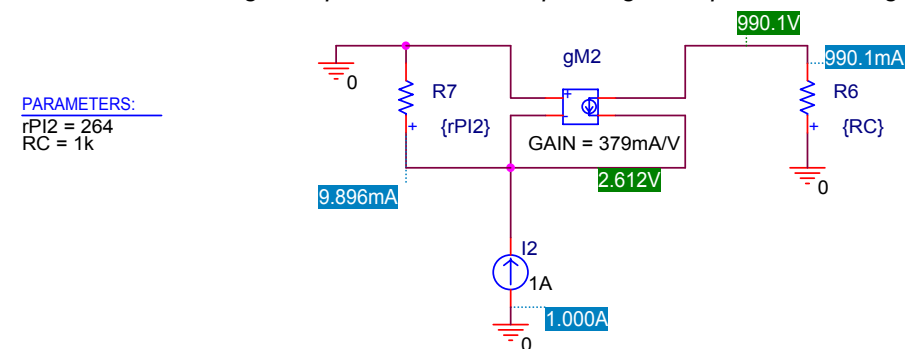 990.1V
gM2
990.1mA
0
R7
R6
PARAMETERS:
+
{rPI2}
+
{RC}
rPI2 = 264
-
GAIN = 379mA/V
RC = 1k
+
2.612V
0
9.896mA
I2
1A
1.000A
0